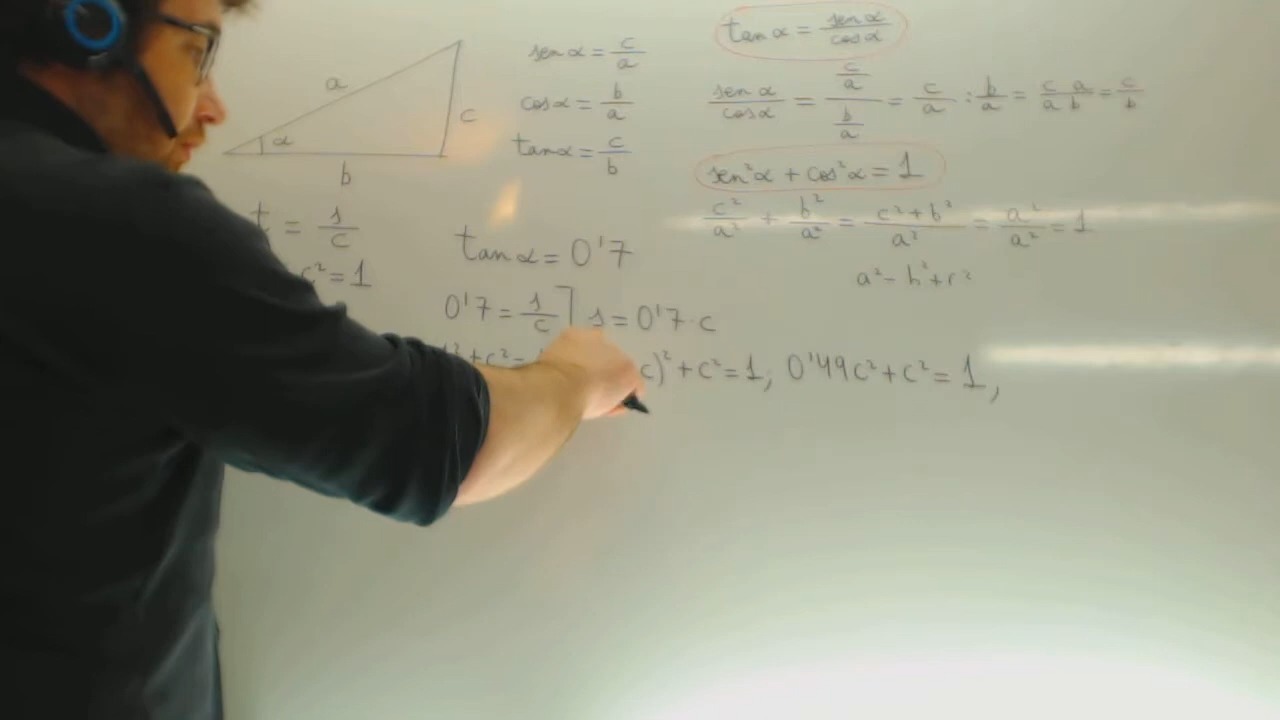 a
α
c
b
sen α = c/a
cos α = b/a
tan α = c/b
tan α = sen α/cos α
sen α/cos α = (c/a)/(b/a) = c/a : b/a = c/a a/b = c/b
sen²α + cos²α = 1
c²/a² + b²/a² = c²+b²/a² = a²/a² = 1
a² = b² + c²
t = s/c
c² = 1
tan α = 0'7
0'7 = s/c ] s = 0'7·c
² + c² = c)² + c² = 1; 0'49c² + c² = 1,